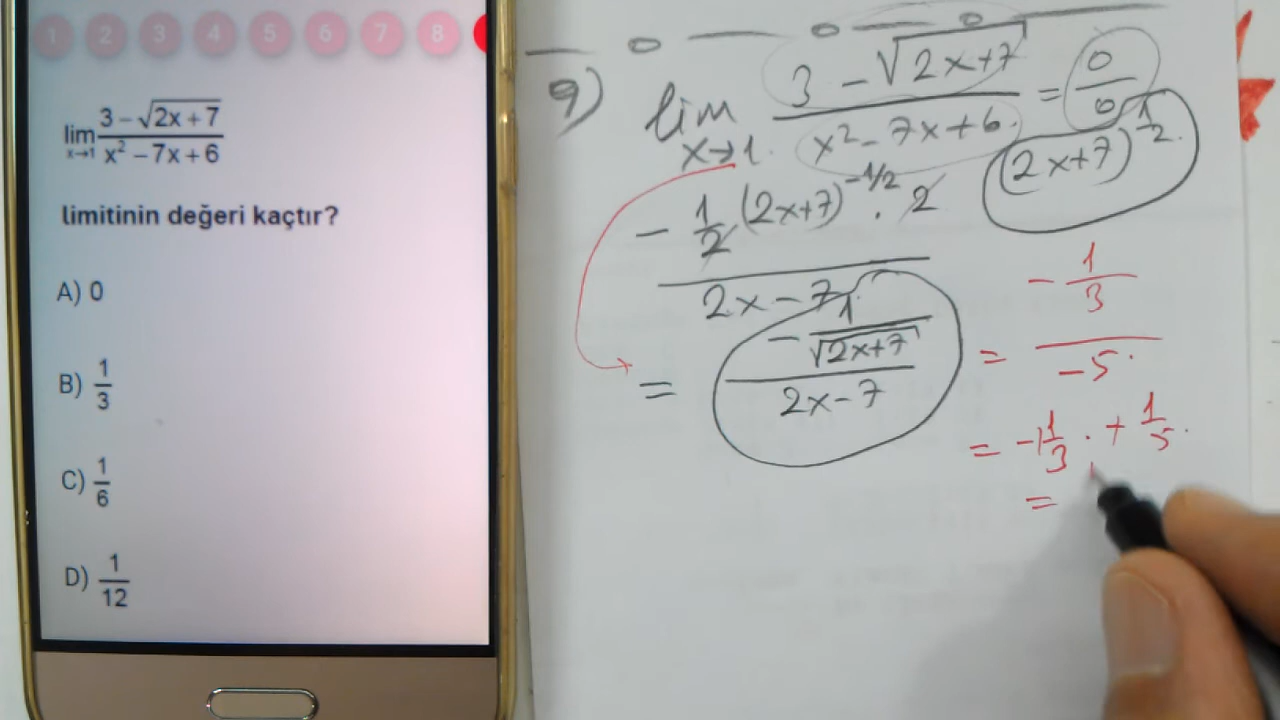 1 2 3 4 5 6 7 8
lim x→1 3 − √2x + 7 / x² − 7x + 6
limitinin değeri kaçtır?
A) 0
B) 1/3
C) 1/6
D) 1/12
9) lim x→1 3 − √2x+7 / x² − 7x + 6 = 0/0
(2x+7)^1/2
− 1/2 (2x+7)^−1/2 . 2 / 2x − 7
= − 1/√2x+7 / 2x − 7
= − 1/3 / −5
= − 1/3 . + 1/5
=